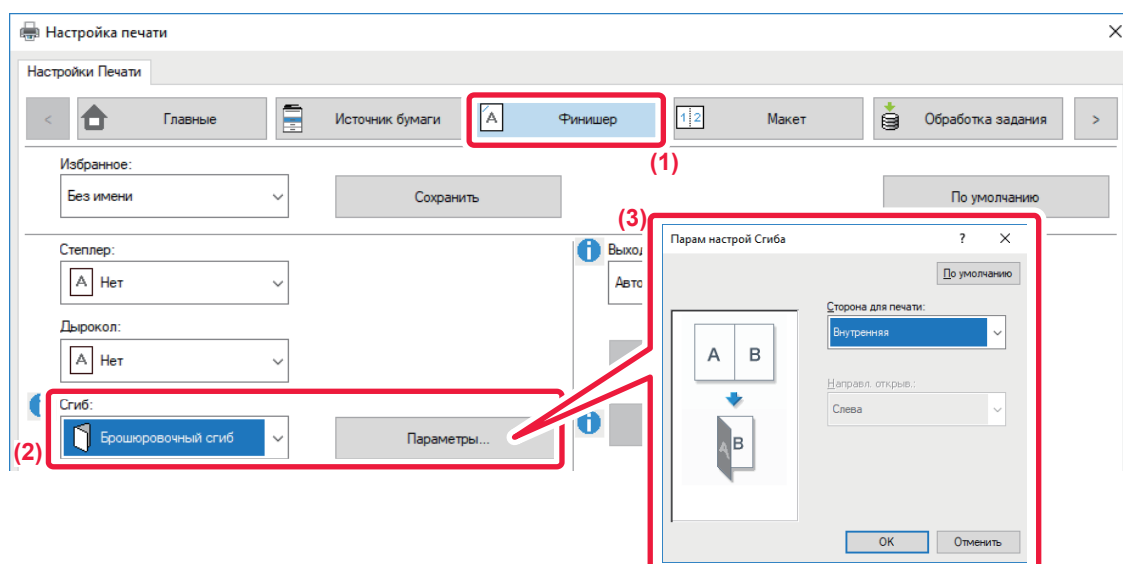 Настройка печати
Настройки Печати
< Главные Источник бумаги A Финишер 1 2 Макет Обработка задания >
(1)
Избранное:
Без имени Сохранить По умолчанию
(3)
Степлер:
A Нет
Дырокол:
A Нет
Сгиб:
(2) Брошюровочный сгиб Параметры...
Парам настрой Сгиба ? ×
По умолчанию
Сторона для печати:
Внутренняя
A B
Направл. открыв.:
Слева
A B
OK Отменить